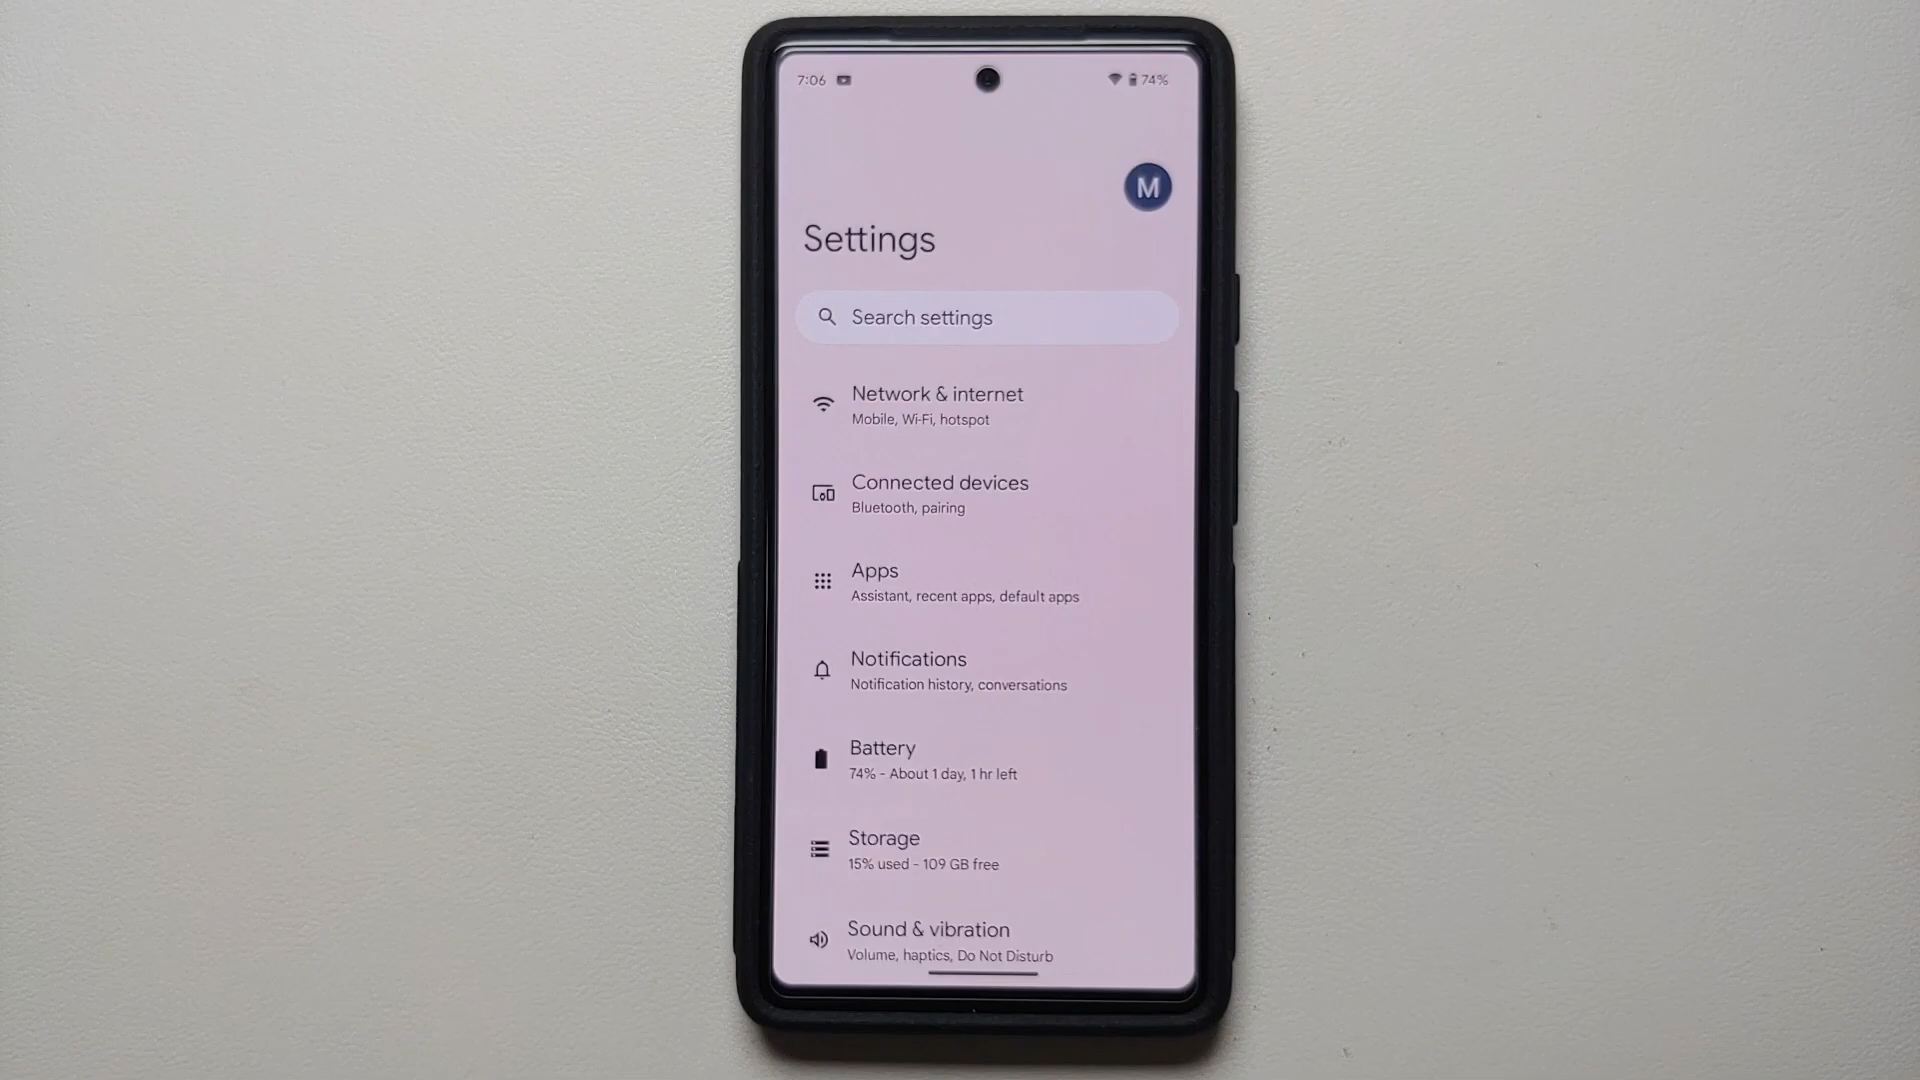 7:06
74%
M
Settings
Search settings
Network & internet
Mobile, Wi-Fi, hotspot
Connected devices
Bluetooth, pairing
Apps
Assistant, recent apps, default apps
Notifications
Notification history, conversations
Battery
74% - About 1 day, 1 hr left
Storage
15% used - 109 GB free
Sound & vibration
Volume, haptics, Do Not Disturb